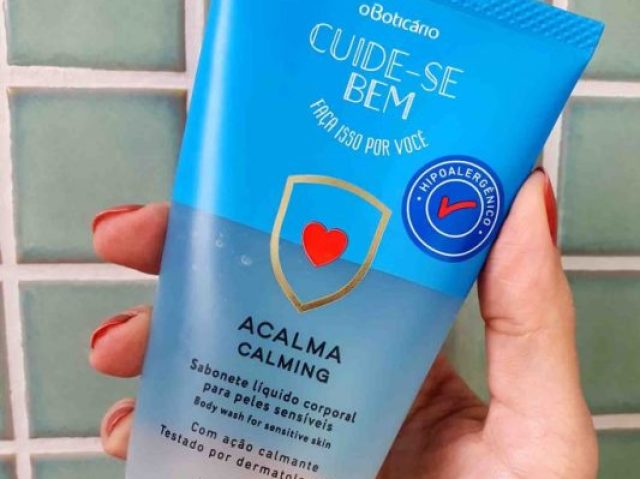 oBoticário
CUIDE-SE
BEM
FAÇA ISSO POR VOCÊ
HIPOALERGÊNICO
ACALMA
CALMING
Sabonete líquido corporal
para peles sensíveis
Body wash for sensitive skin
Com ação calmante
Testado por